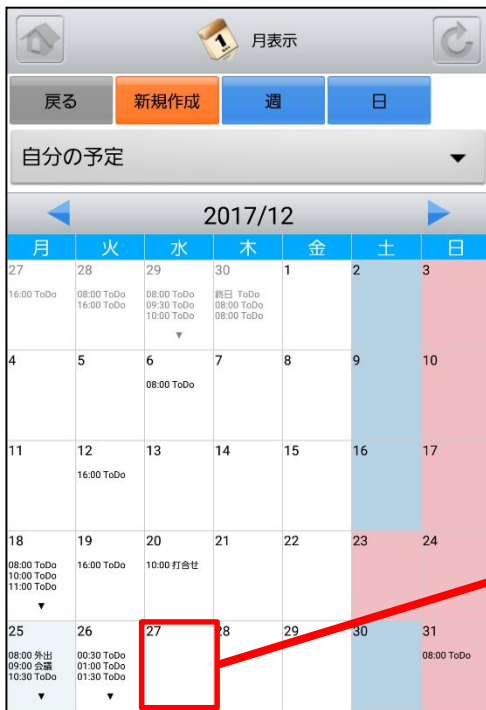 1 月表示
戻る 新規作成 週 日
自分の予定
2017/12
月 火 水 木 金 土 日
27 28 29 30 1 2 3
16:00 ToDo 08:00 ToDo 08:00 ToDo 終日 ToDo
16:00 ToDo 09:30 ToDo 08:00 ToDo
10:00 ToDo 08:00 ToDo
4 5 6 7 8 9 10
08:00 ToDo
11 12 13 14 15 16 17
16:00 ToDo
18 19 20 21 22 23 24
08:00 ToDo 16:00 ToDo 10:00 打合せ
10:00 ToDo
11:00 ToDo
25 26 27 28 29 30 31
08:00 外出 00:30 ToDo 08:00 ToDo
09:00 会議 01:00 ToDo
10:30 ToDo 01:30 ToDo